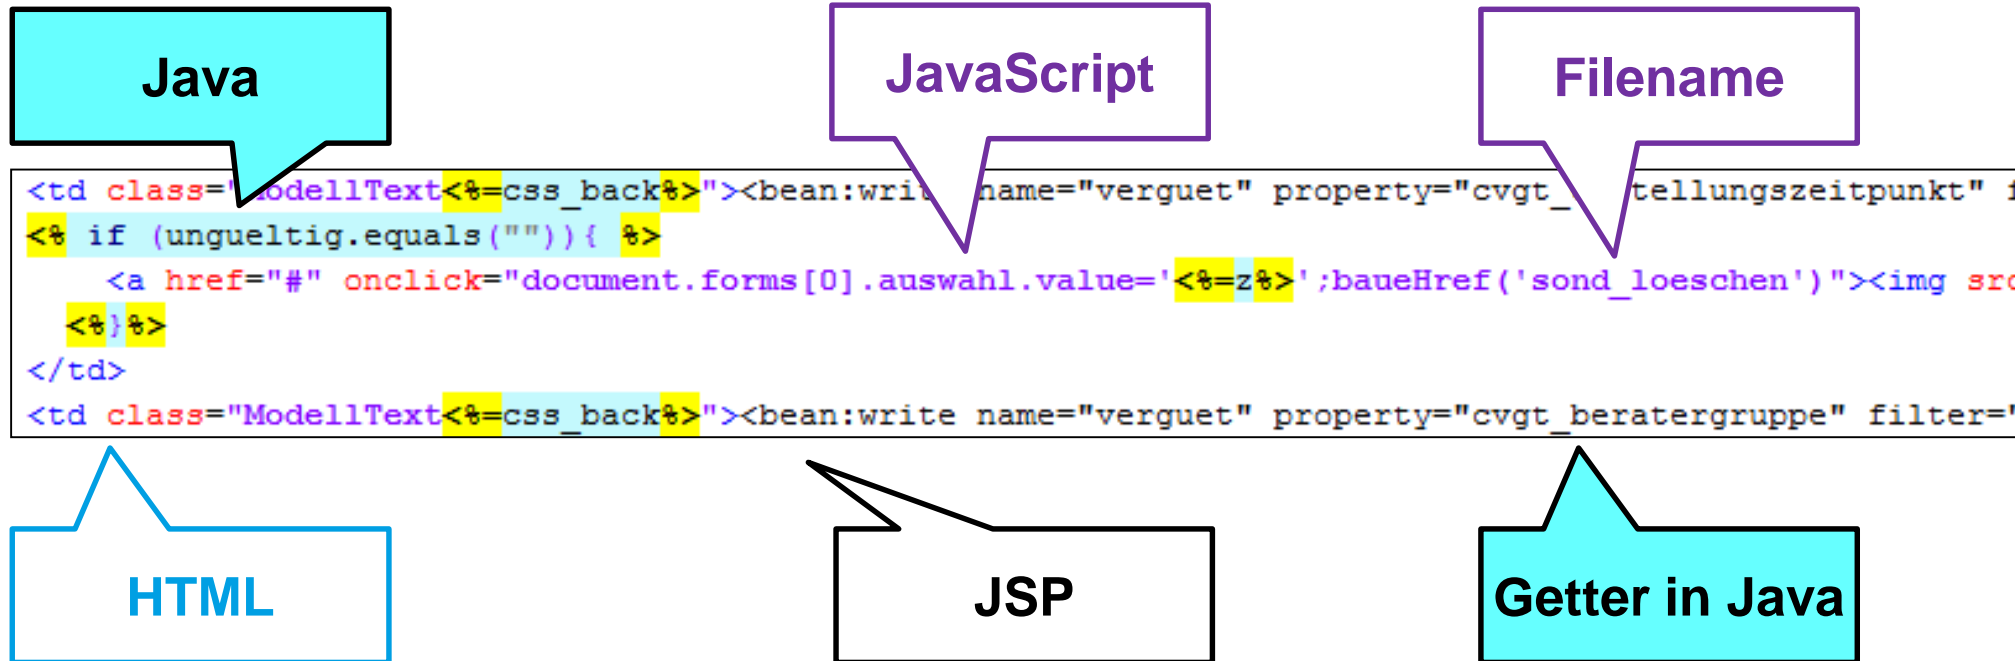 Java
JavaScript
Filename
<td class="ModellText<%=css_back%>"><bean:write name="verguet" property="cvgt_ tellungszeitpunkt" f
<% if (ungueltig.equals("")){ %>
<a href="#" onclick="document.forms[0].auswahl.value='<%=z%>';baueHref('sond_loeschen')"><img src
<%}%>
</td>
<td class="ModellText<%=css_back%>"><bean:write name="verguet" property="cvgt_beratergruppe" filter="
HTML
JSP
Getter in Java